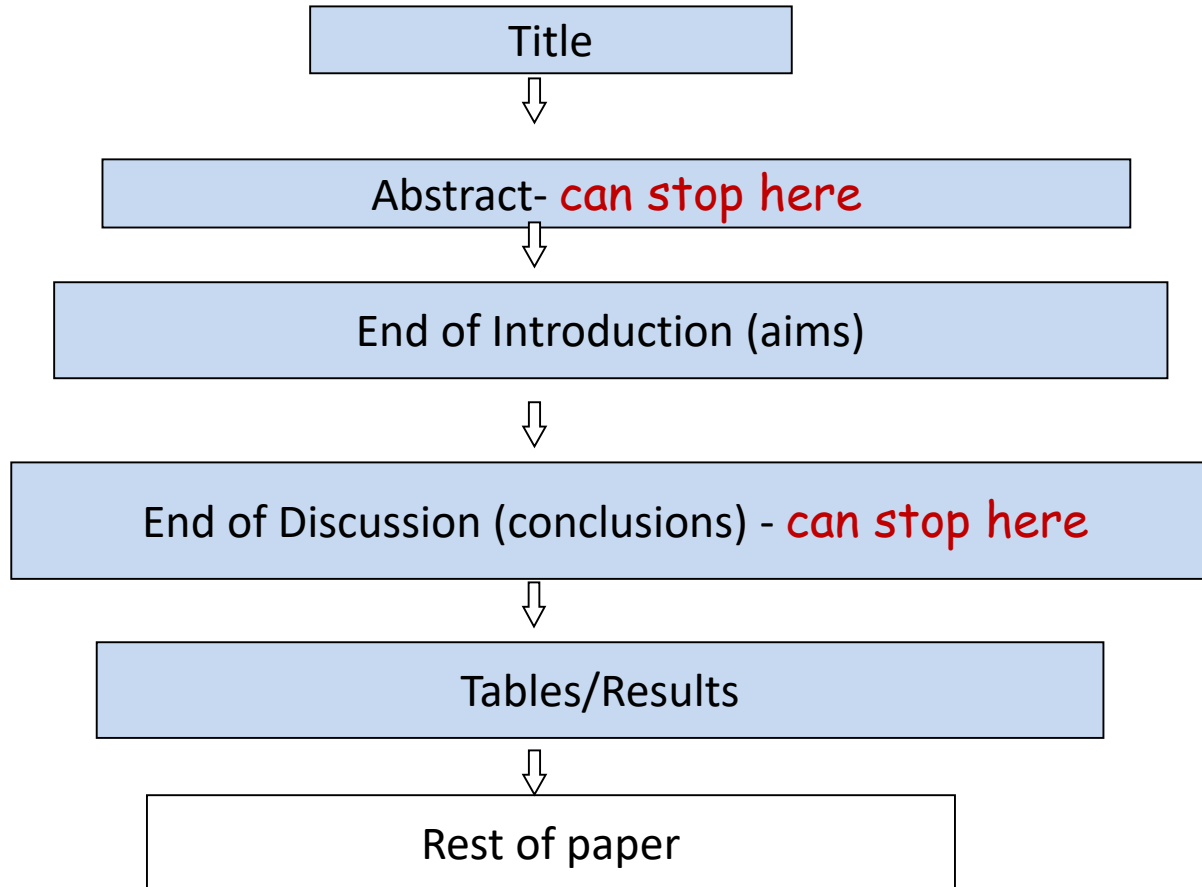 Title
Abstract- can stop here
End of Introduction (aims)
End of Discussion (conclusions) - can stop here
Tables/Results
Rest of paper